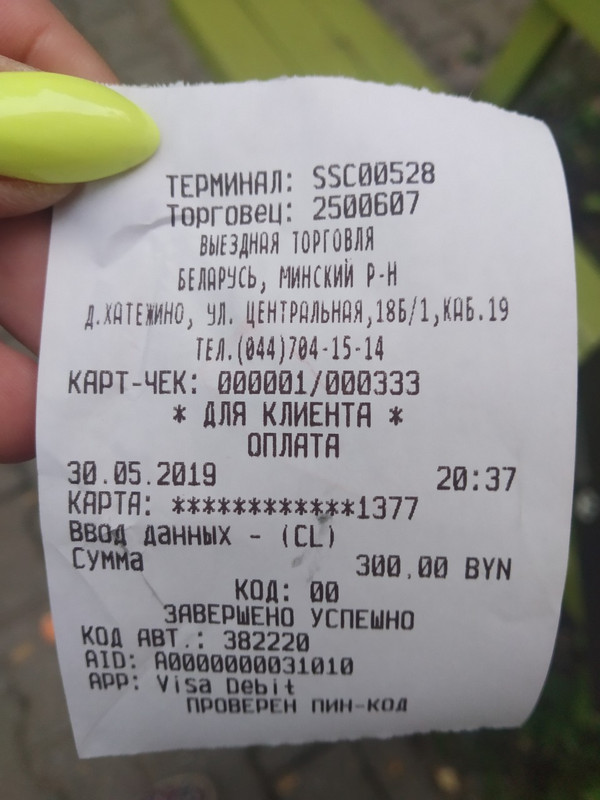 ТЕРМИНАЛ: SSC00528
Торговец: 2500607
ВЫЕЗДНАЯ ТОРГОВЛЯ
БЕЛАРУСЬ, МИНСКИЙ Р-Н
Д.ХАТЕЖИНО, УЛ. ЦЕНТРАЛЬНАЯ,18Б/1,КАБ.19
ТЕЛ.(044)704-15-14
КАРТ-ЧЕК: 000001/000333
* ДЛЯ КЛИЕНТА *
ОПЛАТА
30.05.2019 20:37
КАРТА: ************1377
Ввод данных - (CL)
Сумма 300.00 BYN
КОД: 00
ЗАВЕРШЕНО УСПЕШНО
КОД АВТ.: 382220
AID: A0000000031010
APP: Visa Debit
ПРОВЕРЕН ПИН-КОД